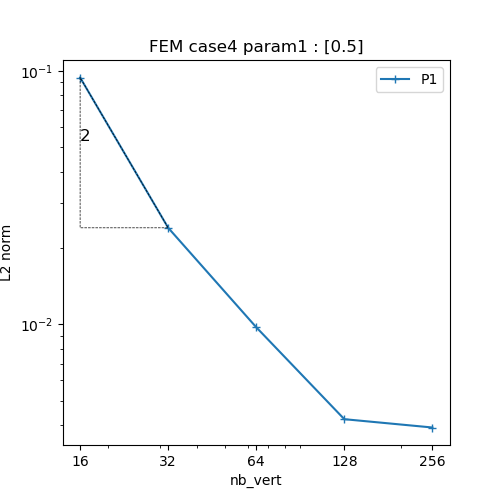 FEM case4 param1 : [0.5]
P1
10⁻¹
2
L2 norm
10⁻²
16 32 64 128 256
nb_vert